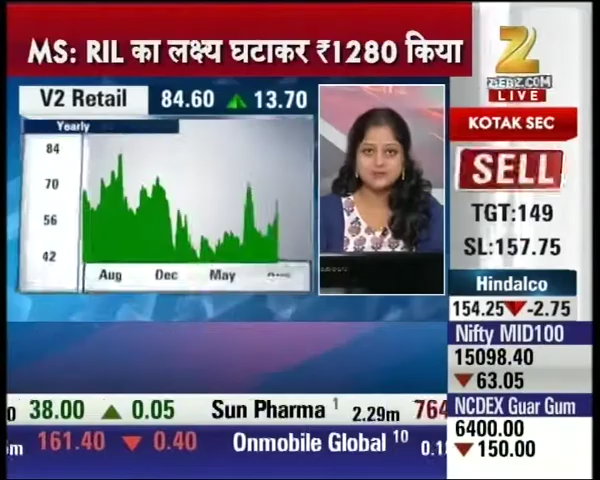 MS: RIL का लक्ष्य घटाकर ₹1280 किया
Z
ZEEBIZ.COM
LIVE
V2 Retail 84.60 13.70
Yearly
84
70
56
42
Aug Dec May
KOTAK SEC
SELL
TGT:149
SL:157.75
Hindalco
154.25 -2.75
Nifty MID100
15098.40
63.05
NCDEX Guar Gum
6400.00
150.00
38.00 0.05 Sun Pharma 1 2.29m 764
161.40 0.40 Onmobile Global 10